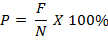 P = F/N X 100%